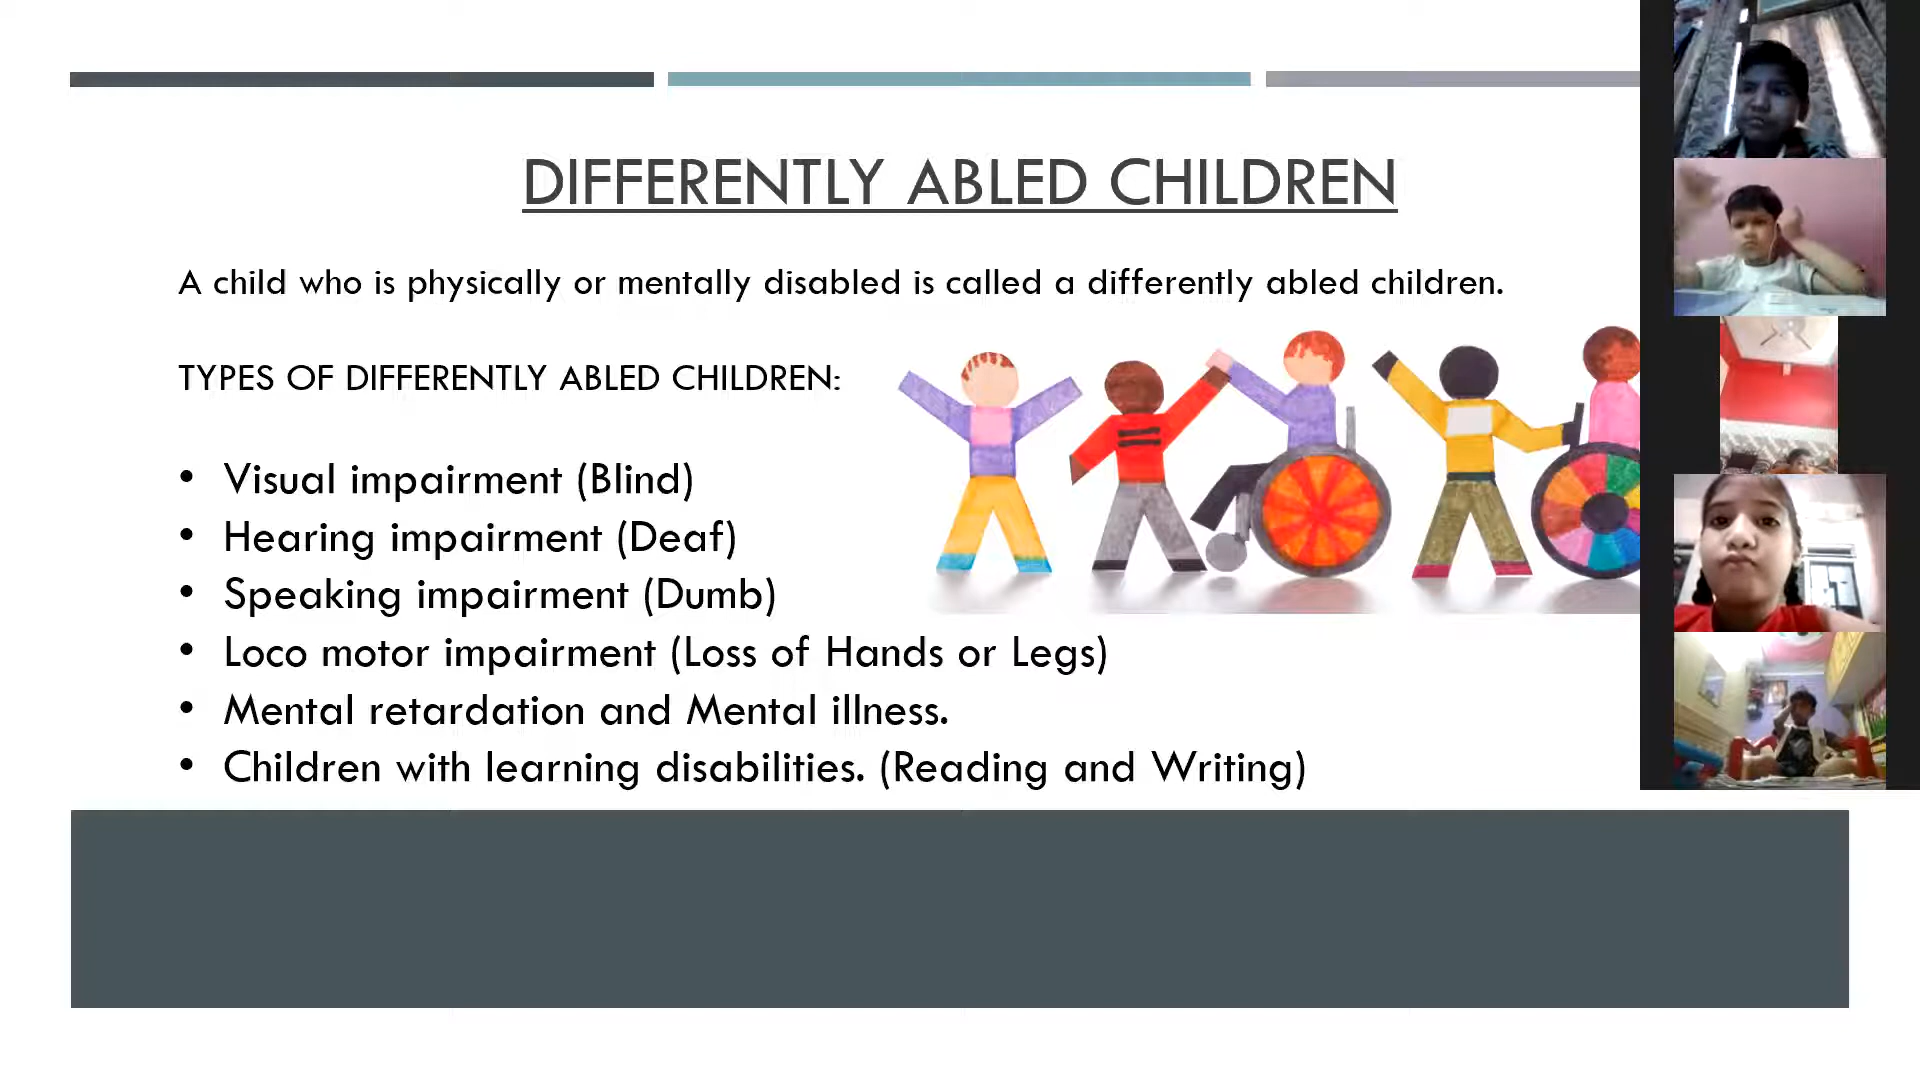 DIFFERENTLY ABLED CHILDREN
A child who is physically or mentally disabled is called a differently abled children.
TYPES OF DIFFERENTLY ABLED CHILDREN:
• Visual impairment (Blind)
• Hearing impairment (Deaf)
• Speaking impairment (Dumb)
• Loco motor impairment (Loss of Hands or Legs)
• Mental retardation and Mental illness.
• Children with learning disabilities. (Reading and Writing)